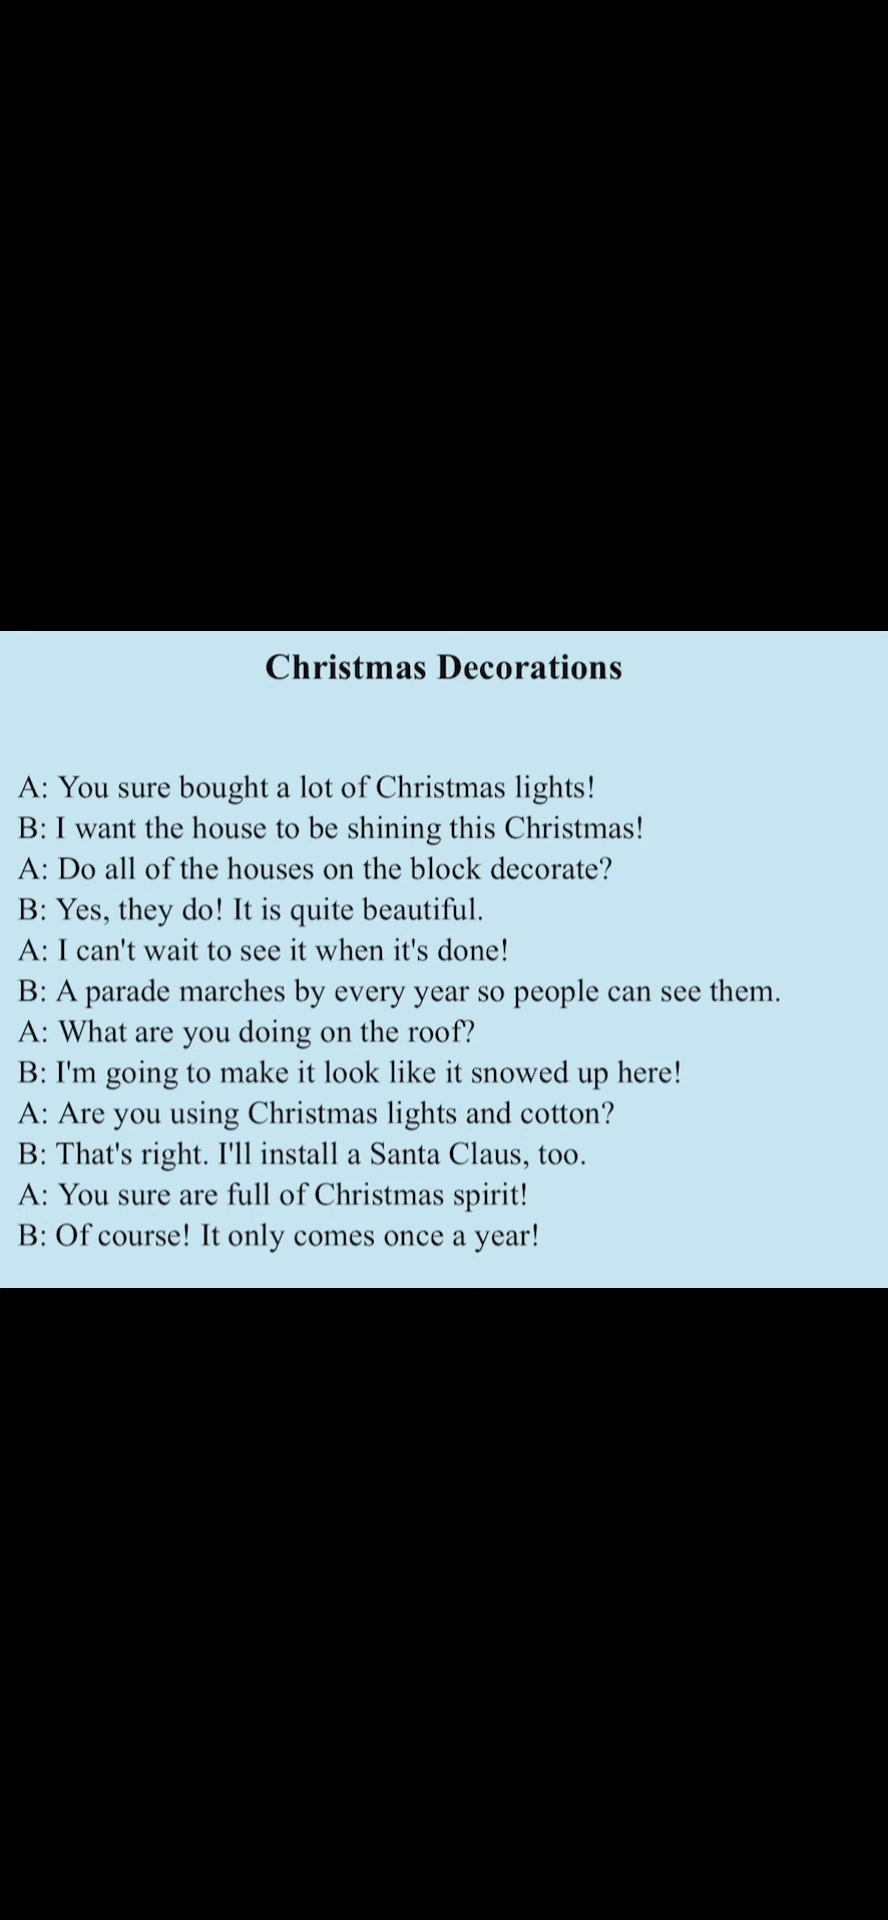 Christmas Decorations
A: You sure bought a lot of Christmas lights!
B: I want the house to be shining this Christmas!
A: Do all of the houses on the block decorate?
B: Yes, they do! It is quite beautiful.
A: I can't wait to see it when it's done!
B: A parade marches by every year so people can see them.
A: What are you doing on the roof?
B: I'm going to make it look like it snowed up here!
A: Are you using Christmas lights and cotton?
B: That's right. I'll install a Santa Claus, too.
A: You sure are full of Christmas spirit!
B: Of course! It only comes once a year!